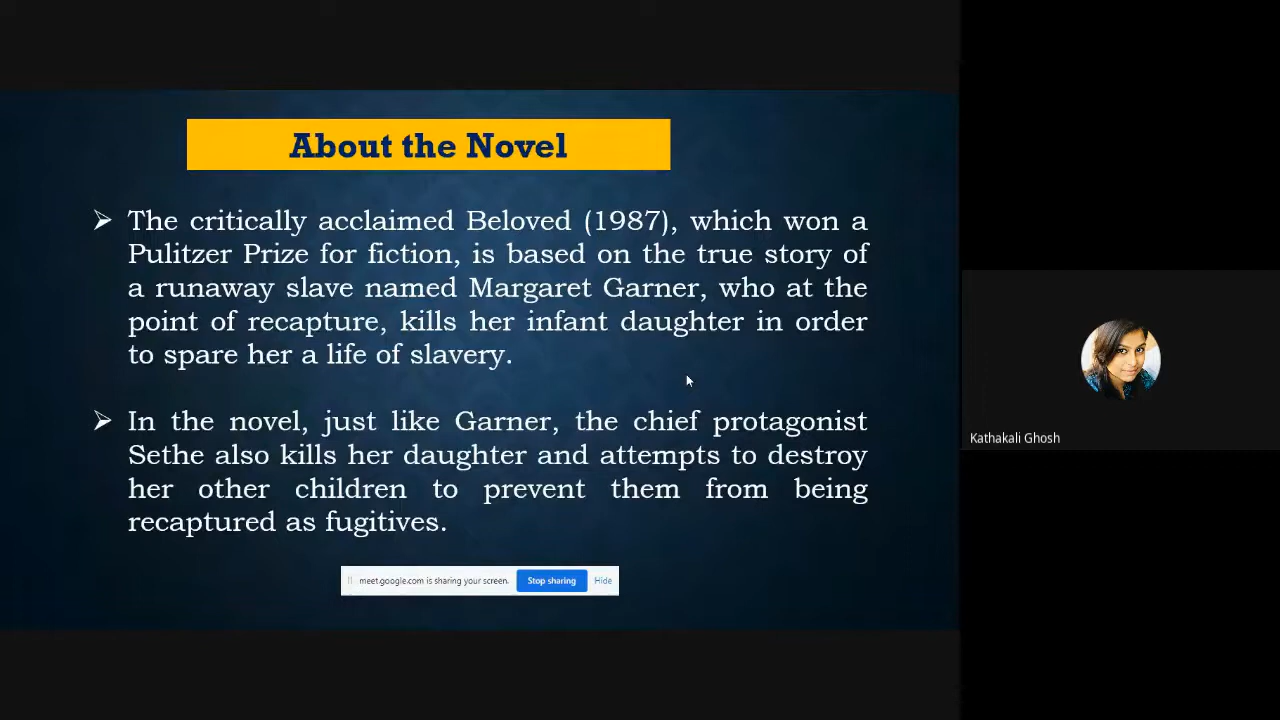 About the Novel
➢ The critically acclaimed Beloved (1987), which won a
Pulitzer Prize for fiction, is based on the true story of
a runaway slave named Margaret Garner, who at the
point of recapture, kills her infant daughter in order
to spare her a life of slavery.
➢ In the novel, just like Garner, the chief protagonist
Sethe also kills her daughter and attempts to destroy
her other children to prevent them from being
recaptured as fugitives.
meet.google.com is sharing your screen. Stop sharing Hide
Kathakali Ghosh